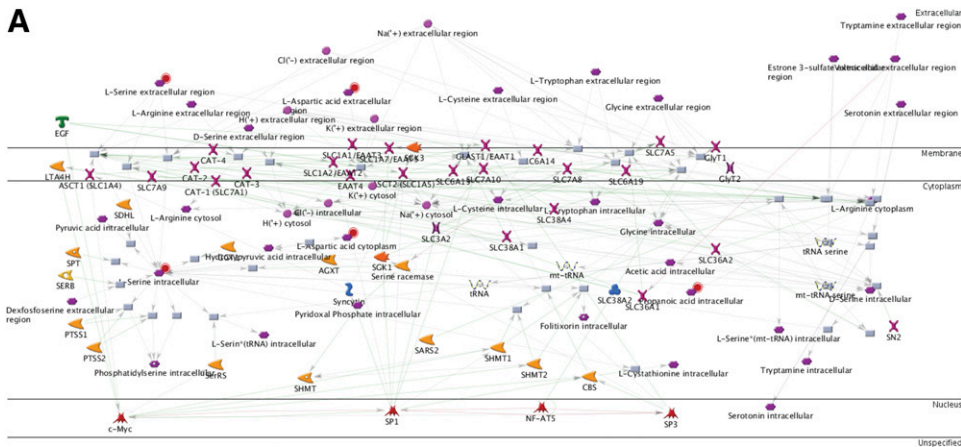 A
Extracellular
Tryptamine extracellular region
Na(+) extracellular region
Cl(-) extracellular region
Estrone 3-sulfate
region
extracellular region
L-Tryptophan extracellular region
L-Serine extracellular region
L-Cysteine extracellular region
L-Aspartic acid extracellular
region
Glycine extracellular region
L-Arginine extracellular region
Serotonin extracellular region
H(+) extracellular region
K(+) extracellular region
EGF
D-Serine extracellular region
Membrane
CAT-4
SLC1A1/EAAT3
SLC1A7/EAAT5
SGK3
GLAST1/EAAT1
SLC6A14
SLC7A5
GlyT1
LTA4H
ASCT1 (SLC1A4)
SLC7A9
CAT-2
CAT-3
SLC1A2/EAAT2
EAAT4
ASCT2 (SLC1A5)
SLC6A19
SLC7A10
SLC7A8
SLC6A19
GlyT2
CAT-1 (SLC7A1)
K(+) cytosol
Cytoplasm
SDHL
L-Arginine cytosol
Cl(-) intracellular
Na(+) cytosol
L-Cysteine intracellular
L-Tryptophan intracellular
L-Arginine cytoplasm
Pyruvic acid intracellular
H(+) cytosol
SLC38A4
Glycine intracellular
SLC3A2
SLC38A1
L-Aspartic acid cytoplasm
Hydroxypyruvic acid intracellular
SPT
AGXT
SGK1
Serine racemase
SLC36A2
tRNA serine
Acetic acid intracellular
mt-tRNA
SERB
L-Serine intracellular
tRNA
Syncytin
SLC38A2
SLC36A1
Propanoic acid intracellular
mt-tRNA serine
D-Serine intracellular
Dexfosfoserine extracellular
region
Pyridoxal Phosphate intracellular
PTSS1
Folitixorin intracellular
L-Serin*(tRNA) intracellular
L-Serine*(mt-tRNA) intracellular
SN2
PTSS2
SARS2
SHMT1
Phosphatidylserine intracellular
SerRS
SHMT
SHMT2
CBS
L-Cystathionine intracellular
Tryptamine intracellular
Nucleus
c-Myc
SP1
NF-AT5
SP3
Serotonin intracellular
Unspecified